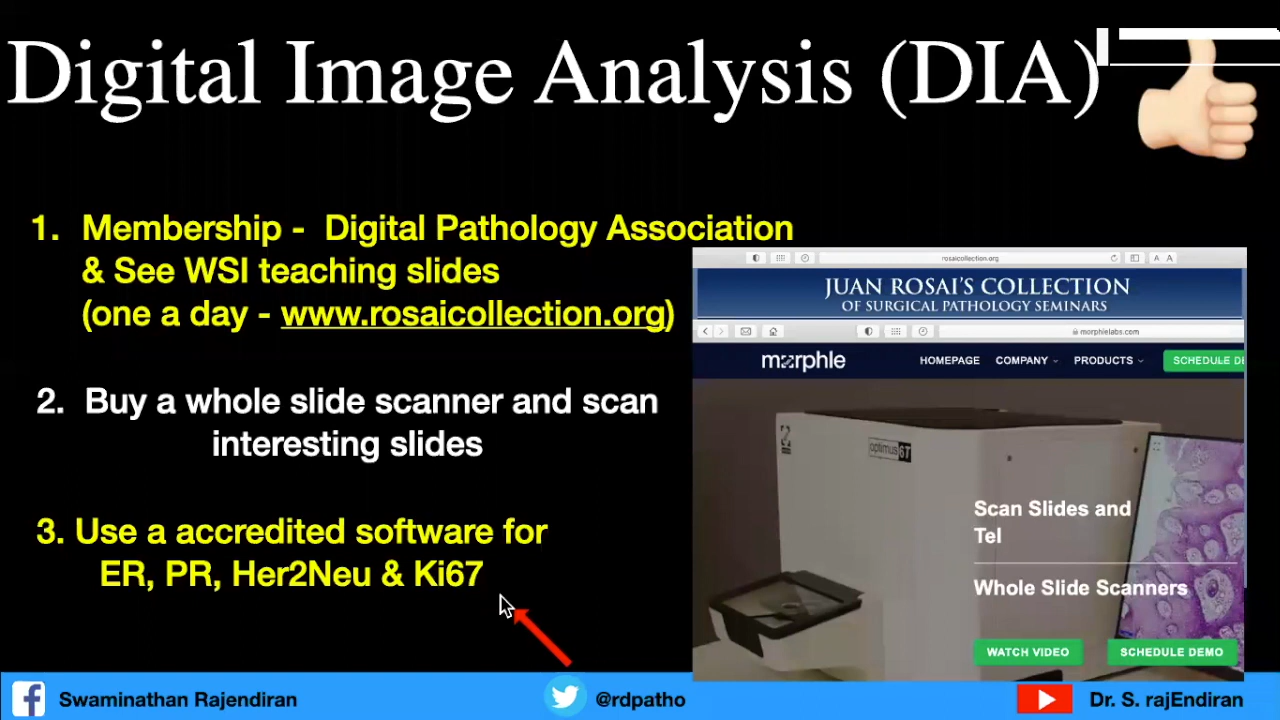 Digital Image Analysis (DIA)
1. Membership - Digital Pathology Association
& See WSI teaching slides
(one a day - www.rosaicollection.org)
2. Buy a whole slide scanner and scan
interesting slides
3. Use a accredited software for
ER, PR, Her2Neu & Ki67
rosaicollection.org
A A
JUAN ROSAI'S COLLECTION
OF SURGICAL PATHOLOGY SEMINARS
morphlelabs.com
morphle
HOMEPAGE COMPANY PRODUCTS SCHEDULE DE
optimus6T
Scan Slides and
Tel
Whole Slide Scanners
WATCH VIDEO SCHEDULE DEMO
Swaminathan Rajendiran @rdpatho Dr. S. rajEndiran